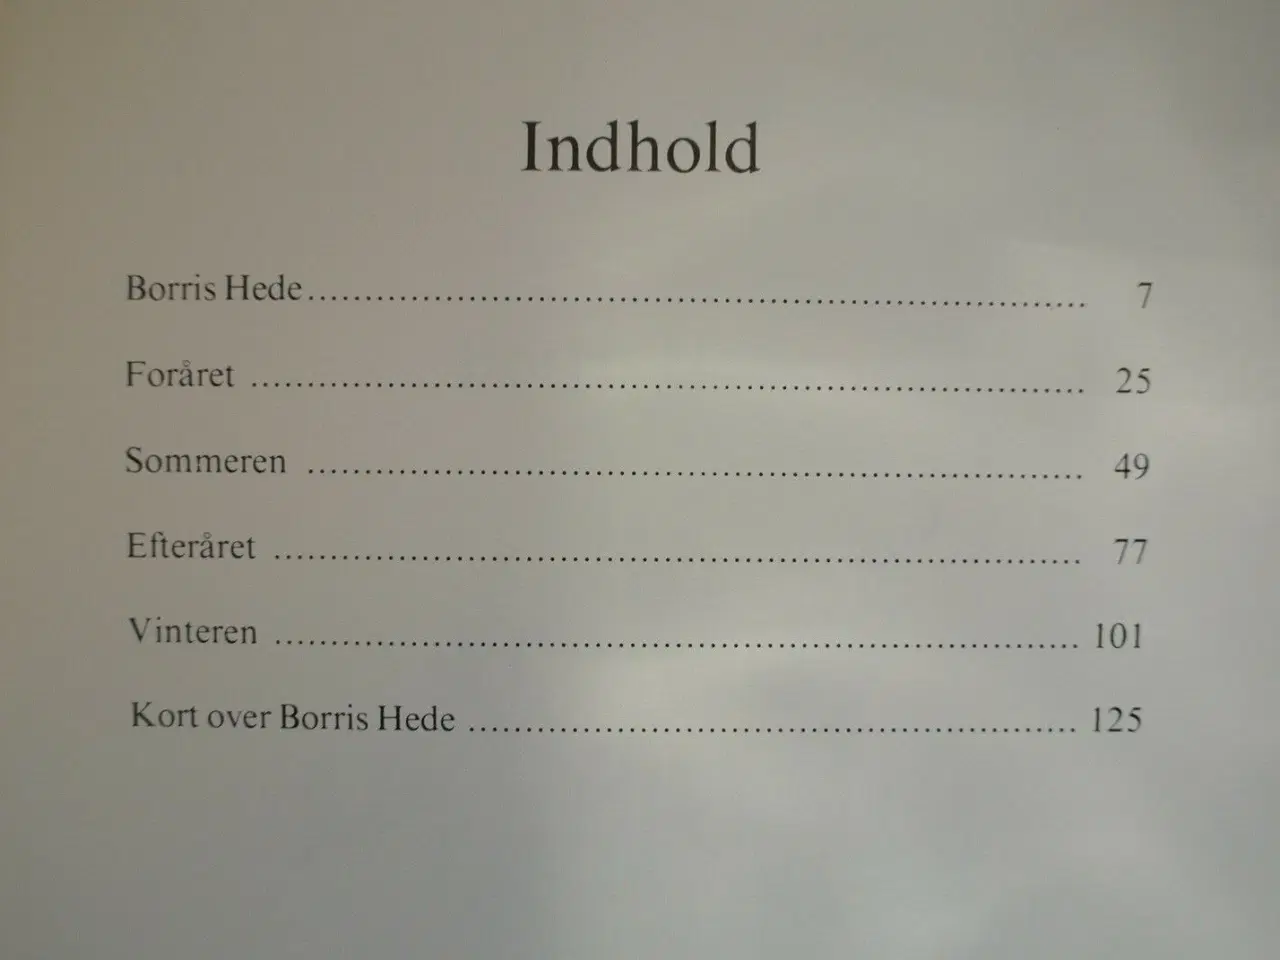 Indhold
Borris Hede........................................................................................ 7
Foråret ........................................................................................ 25
Sommeren ................................................................................ 49
Efteråret .................................................................................... 77
Vinteren .................................................................................... 101
Kort over Borris Hede ................................................................ 125